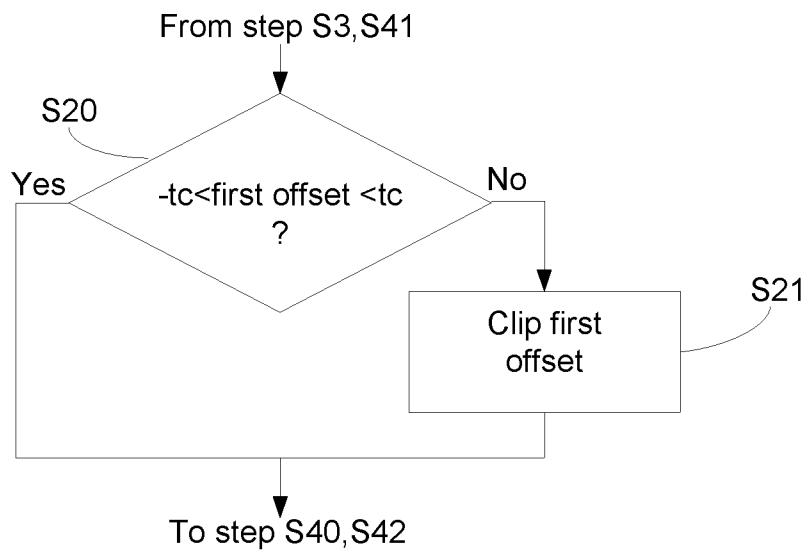 From step S3,S41
S20
Yes
-tc<first offset <tc
?
No
S21
Clip first
offset
To step S40,S42